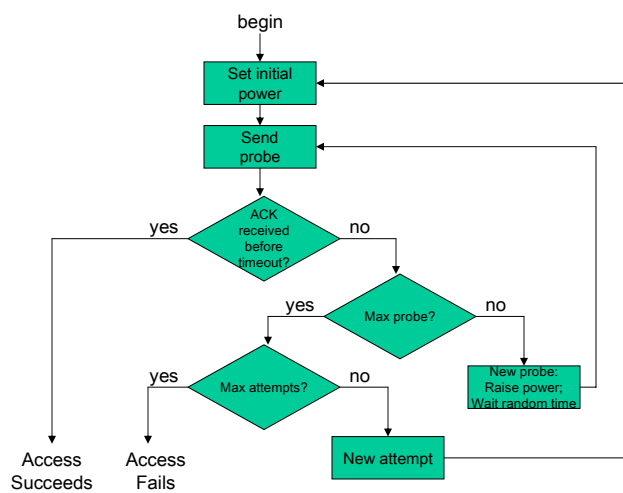 begin
Set initial
power
Send
probe
yes
ACK
received
before
timeout?
no
yes
Max probe?
no
yes
Max attempts?
no
New probe:
Raise power;
Wait random time
Access
Succeeds
Access
Fails
New attempt